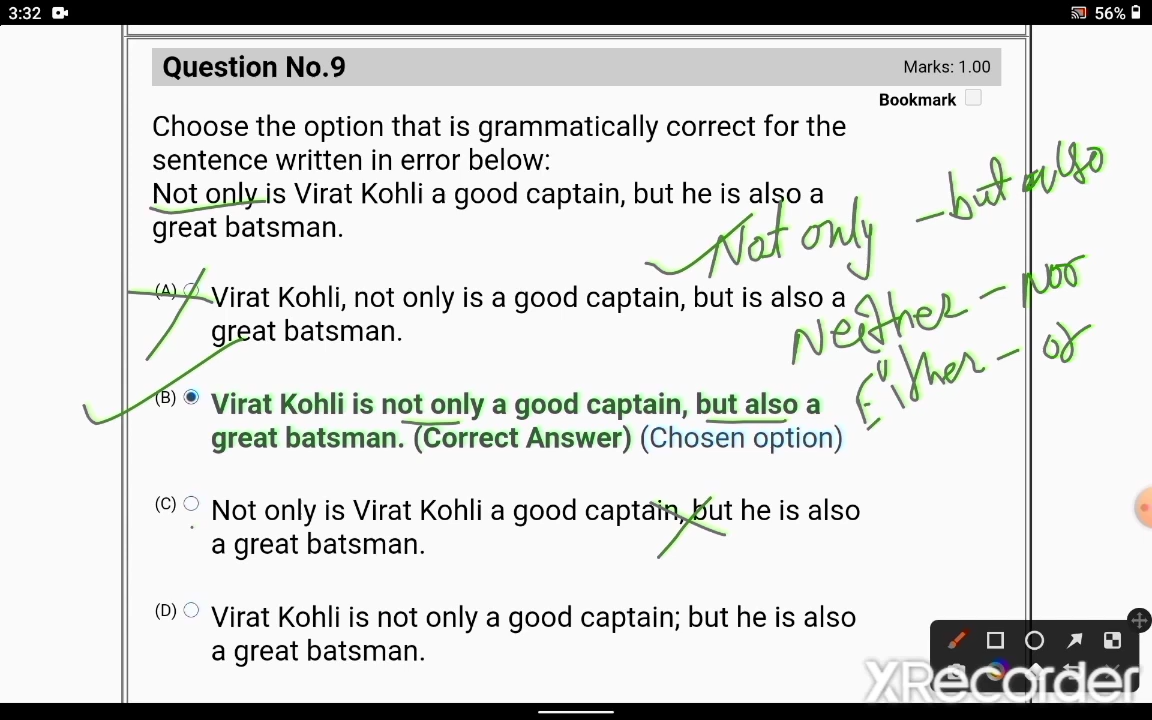 3:32
56%
Question No.9
Marks: 1.00
Bookmark
Choose the option that is grammatically correct for the
sentence written in error below:
Not only is Virat Kohli a good captain, but he is also a
great batsman.
Not only - but also
Neither - nor
Either - or
(A) Virat Kohli, not only is a good captain, but is also a
great batsman.
(B) Virat Kohli is not only a good captain, but also a
great batsman. (Correct Answer) (Chosen option)
(C) Not only is Virat Kohli a good captain, but he is also
a great batsman.
(D) Virat Kohli is not only a good captain; but he is also
a great batsman.
XRecorder